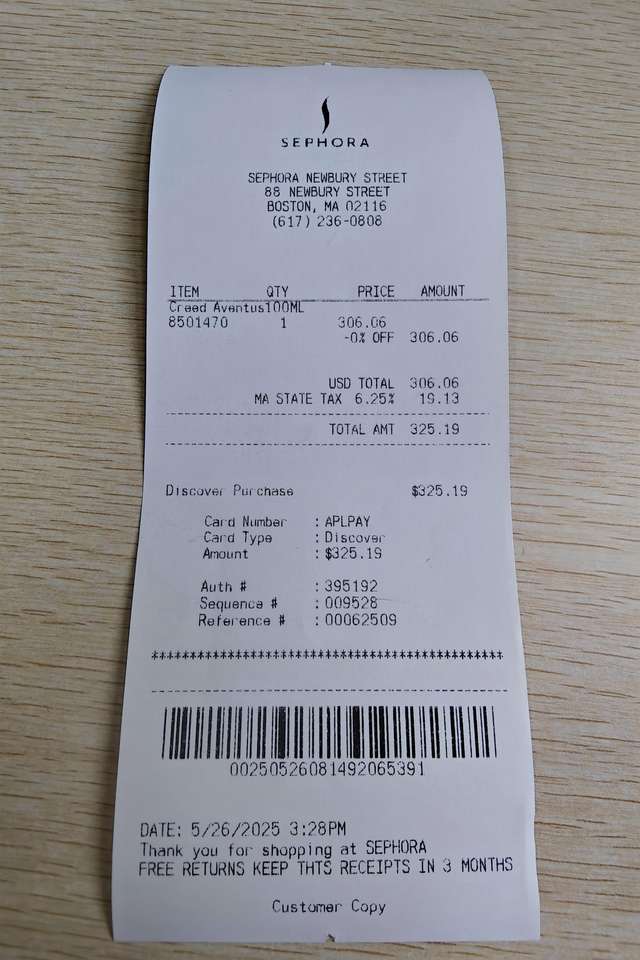 SEPHORA
SEPHORA NEWBURY STREET
88 NEWBURY STREET
BOSTON, MA 02116
(617) 236-0808
ITEM QTY PRICE AMOUNT
Creed Aventus100ML
8501470 1 306.06
-0% OFF 306.06
USD TOTAL 306.06
MA STATE TAX 6.25% 19.13
TOTAL AMT 325.19
Discover Purchase $325.19
Card Number : APLPAY
Card Type : Discover
Amount : $325.19
Auth # : 395192
Sequence # : 009528
Reference # : 00062509
************************************************
00250526081492065391
DATE: 5/26/2025 3:28PM
Thank you for shopping at SEPHORA
FREE RETURNS KEEP THTS RECEIPTS IN 3 MONTHS
Customer Copy